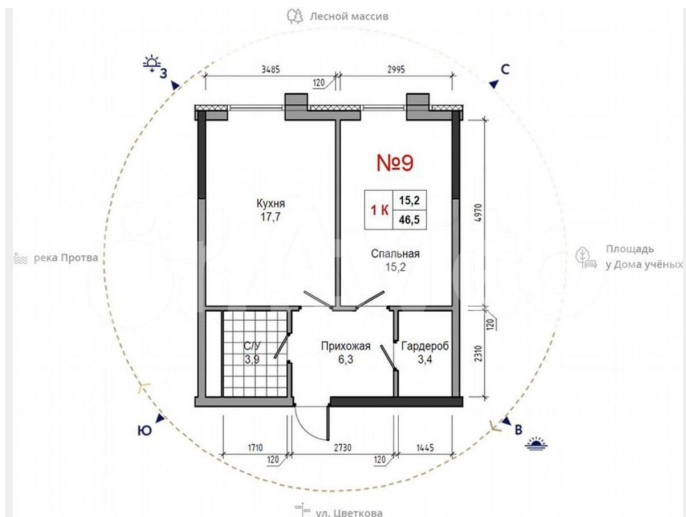 Лесной массив
3485
2995
120
З
С
№9
1 К
15,2
46,5
Кухня
17,7
4970
Спальная
15,2
река Протва
Площадь
у Дома учёных
120
С/У
3,9
Прихожая
6,3
Гардероб
3,4
2310
Ю
В
1710
2730
1445
120
120
ул. Цветкова